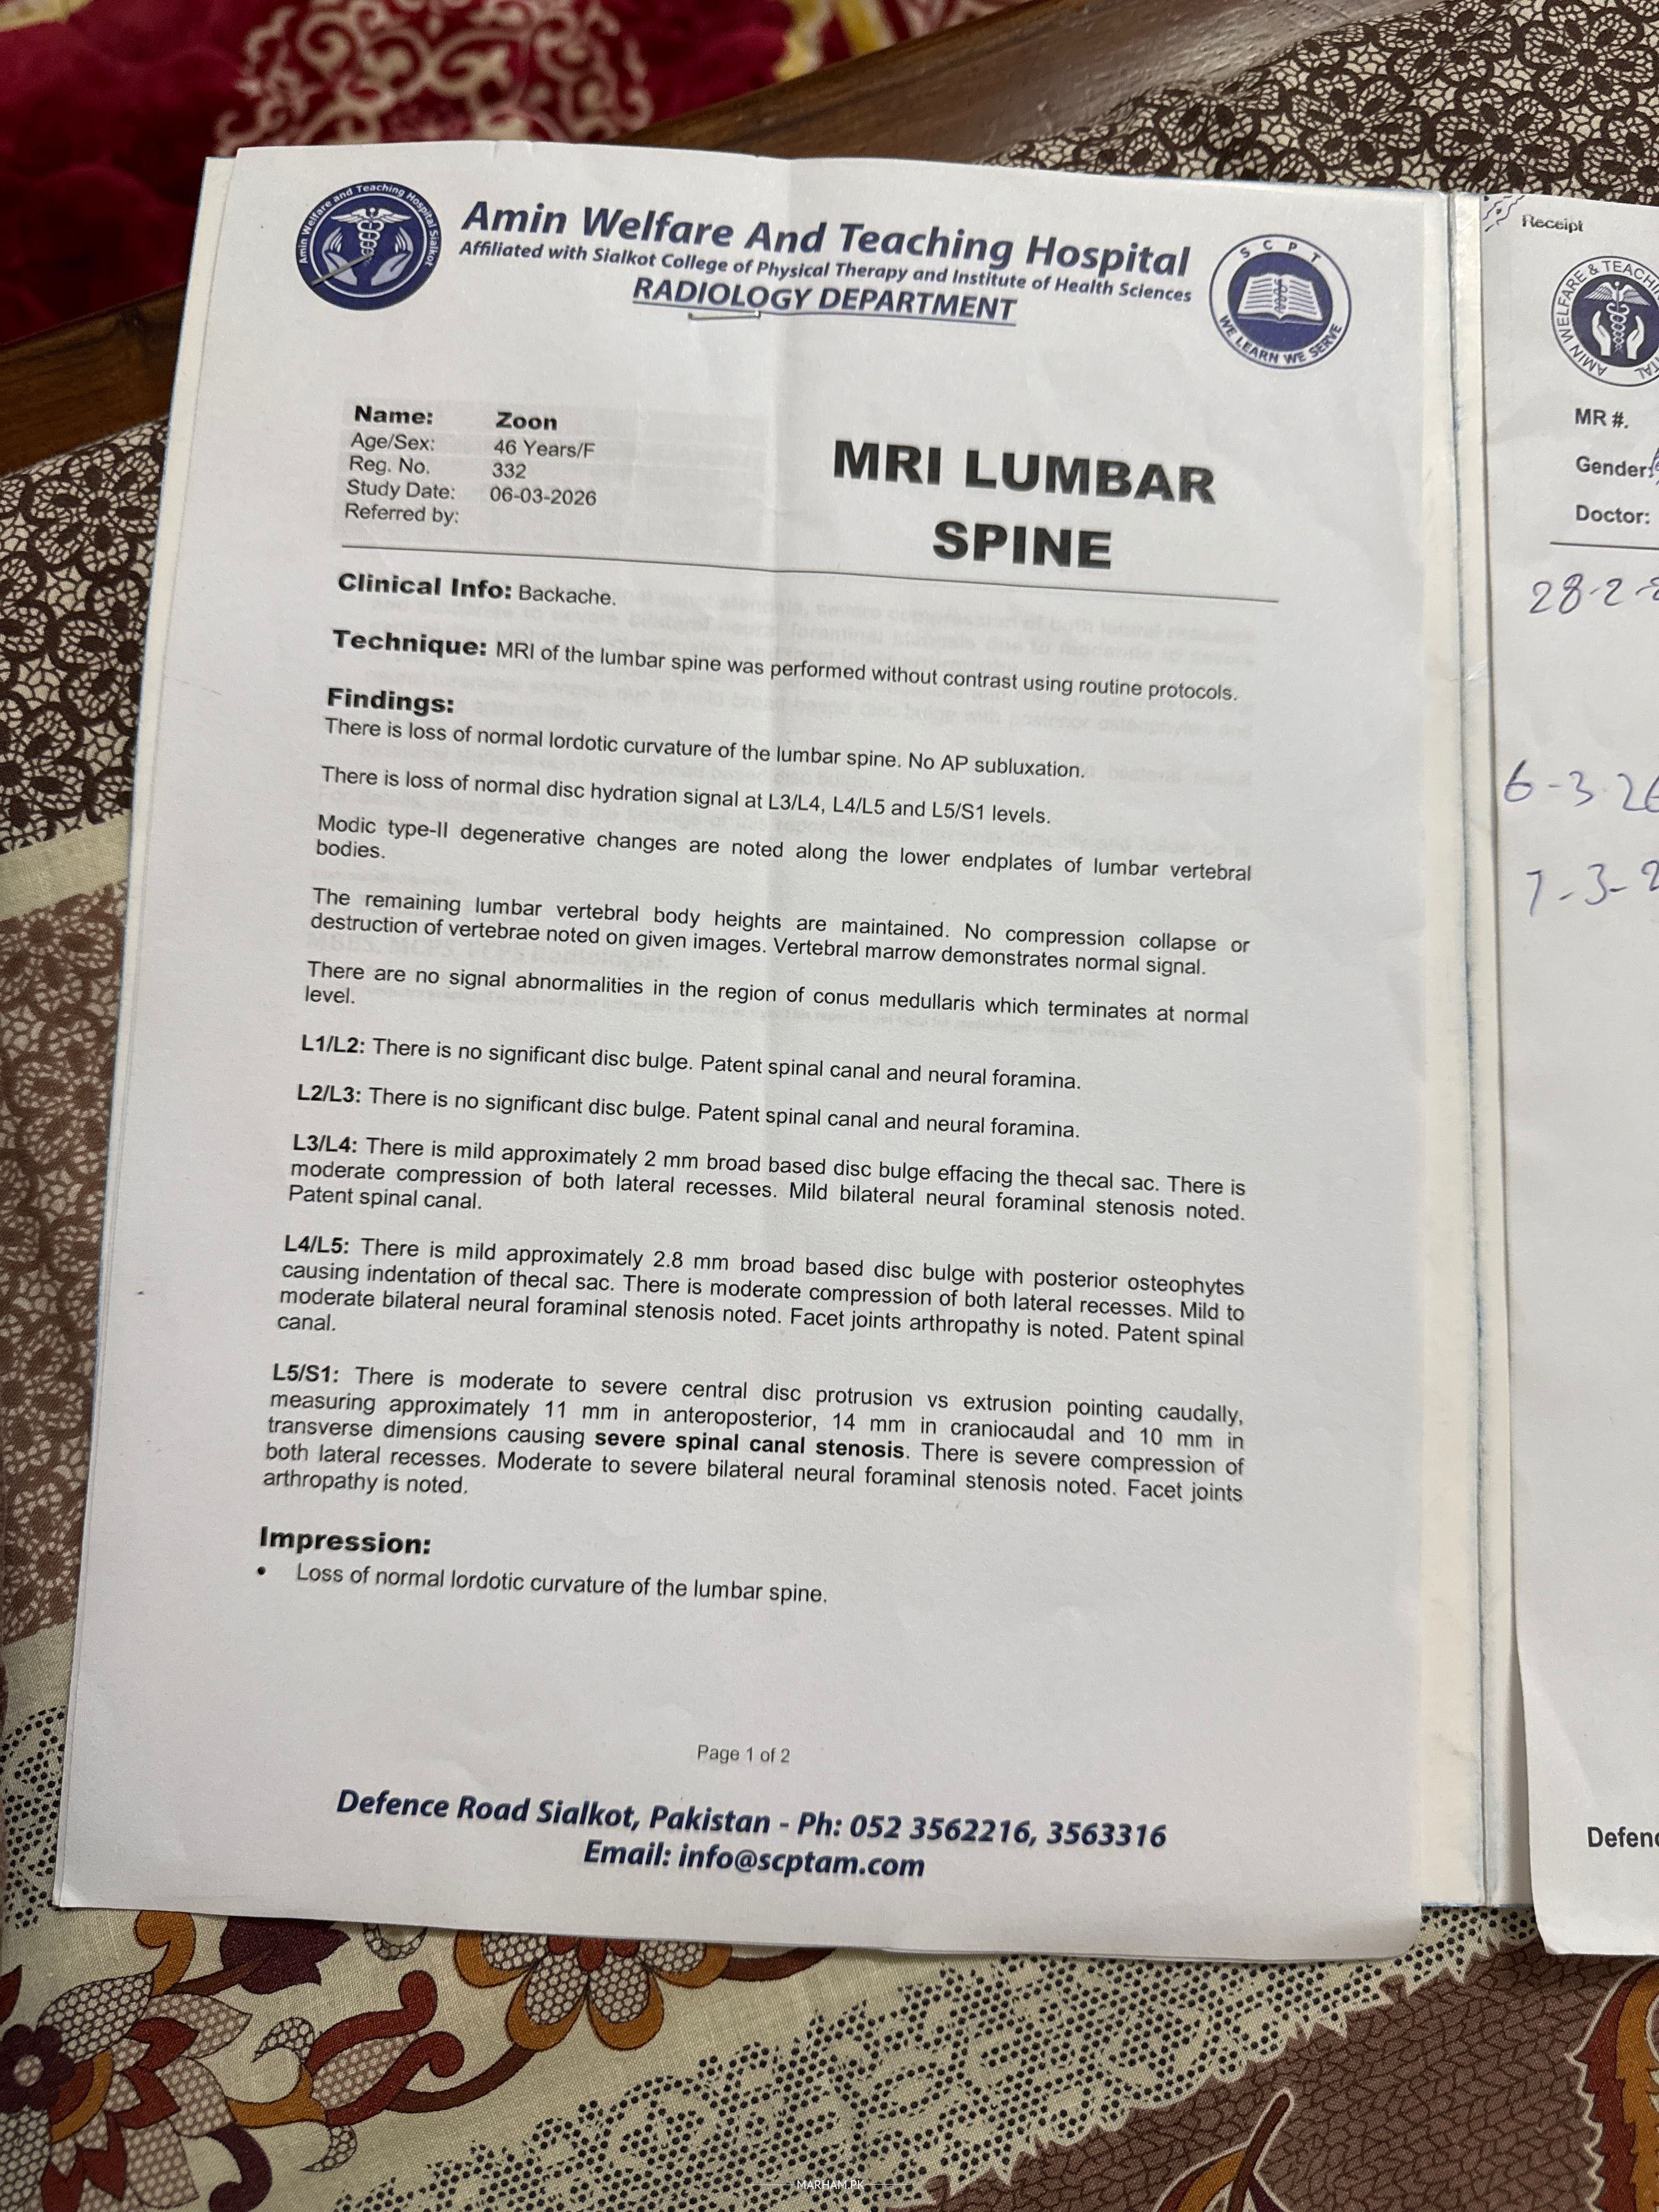 Amin Welfare and Teaching Hospital Sialkot
Amin Welfare And Teaching Hospital
Affiliated with Sialkot College of Physical Therapy and Institute of Health Sciences
RADIOLOGY DEPARTMENT
SCPT
WE LEARN WE SERVE
Name: Zoon
Age/Sex: 46 Years/F
Reg. No. 332
Study Date: 06-03-2026
Referred by:
MRI LUMBAR
SPINE
Clinical Info: Backache.
Technique: MRI of the lumbar spine was performed without contrast using routine protocols.
Findings:
There is loss of normal lordotic curvature of the lumbar spine. No AP subluxation.
There is loss of normal disc hydration signal at L3/L4, L4/L5 and L5/S1 levels.
Modic type-II degenerative changes are noted along the lower endplates of lumbar vertebral
bodies.
The remaining lumbar vertebral body heights are maintained. No compression collapse or
destruction of vertebrae noted on given images. Vertebral marrow demonstrates normal signal.
There are no signal abnormalities in the region of conus medullaris which terminates at normal
level.
L1/L2: There is no significant disc bulge. Patent spinal canal and neural foramina.
L2/L3: There is no significant disc bulge. Patent spinal canal and neural foramina.
L3/L4: There is mild approximately 2 mm broad based disc bulge effacing the thecal sac. There is
moderate compression of both lateral recesses. Mild bilateral neural foraminal stenosis noted.
Patent spinal canal.
L4/L5: There is mild approximately 2.8 mm broad based disc bulge with posterior osteophytes
causing indentation of thecal sac. There is moderate compression of both lateral recesses. Mild to
moderate bilateral neural foraminal stenosis noted. Facet joints arthropathy is noted. Patent spinal
canal.
L5/S1: There is moderate to severe central disc protrusion vs extrusion pointing caudally,
measuring approximately 11 mm in anteroposterior, 14 mm in craniocaudal and 10 mm in
transverse dimensions causing severe spinal canal stenosis. There is severe compression of
both lateral recesses. Moderate to severe bilateral neural foraminal stenosis noted. Facet joints
arthropathy is noted.
Impression:
• Loss of normal lordotic curvature of the lumbar spine.
Page 1 of 2
Defence Road Sialkot, Pakistan - Ph: 052 3562216, 3563316
Email: info@scptam.com
Receipt
AMIN WELFARE & TEACHI
MR #.
Gender:
Doctor:
28-2-
6-3-26
7-3-2
Defen
MARHAM.PK